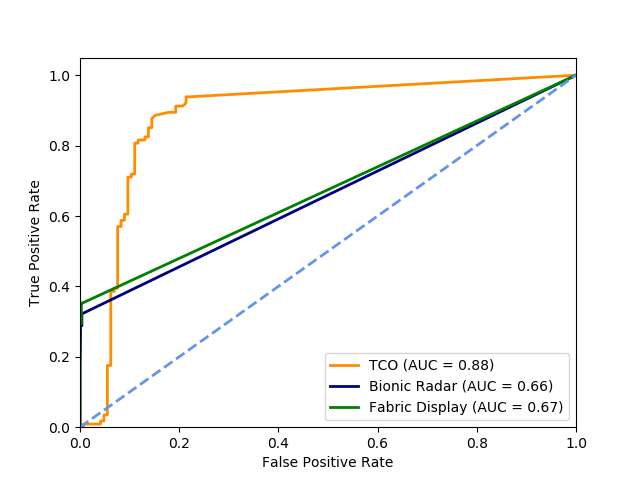 1.0
0.8
0.6
0.4
0.2
0.0
True Positive Rate
TCO (AUC = 0.88)
Bionic Radar (AUC = 0.66)
Fabric Display (AUC = 0.67)
0.0 0.2 0.4 0.6 0.8 1.0
False Positive Rate